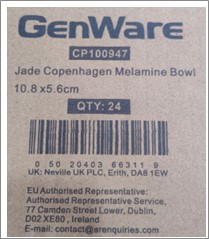 GenWare
CP100947
Jade Copenhagen Melamine Bowl
10.8 x5.6cm
QTY: 24
0 50 20403 66311 9
UK: Neville UK PLC, Erith, DA8 1EW
EU Authorised Representative:
Authorised Representative Service,
77 Camden Street Lower, Dublin,
D02 XE80 , Ireland
Email : contact@arenquiries.com